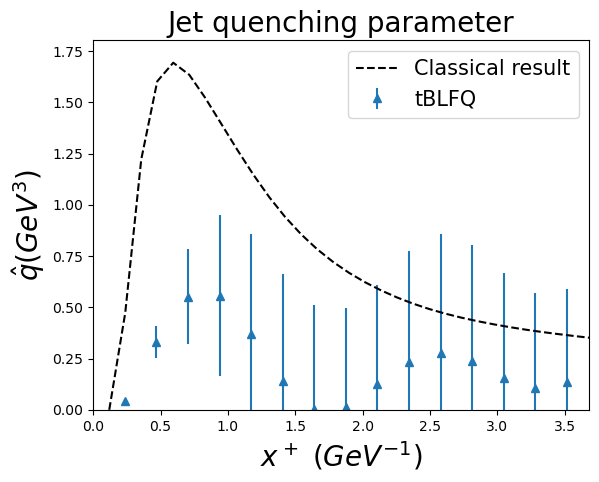 Jet quenching parameter
1.75
1.50
1.25
1.00
0.75
0.50
0.25
0.00
q̂(GeV³)
Classical result
tBLFQ
0.0 0.5 1.0 1.5 2.0 2.5 3.0 3.5
x⁺ (GeV⁻¹)